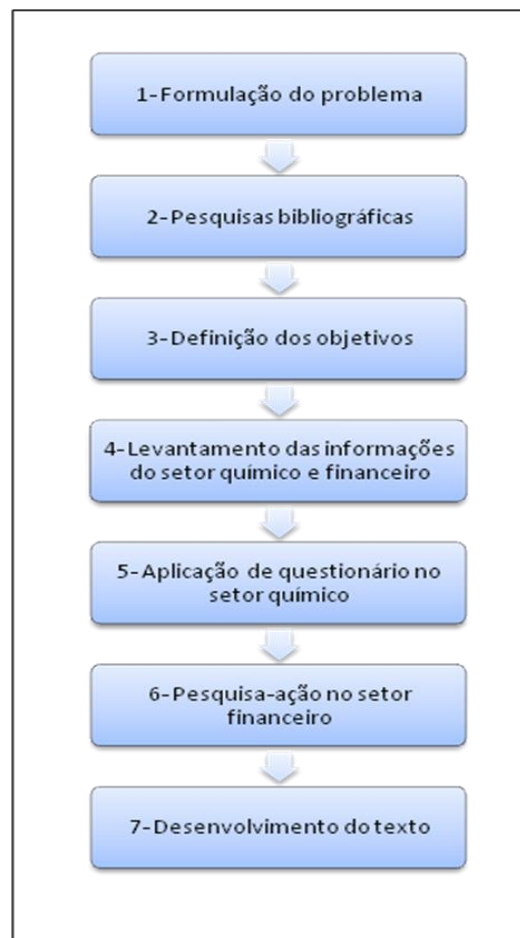 1-Formulação do problema
2-Pesquisas bibliográficas
3-Definição dos objetivos
4-Levantamento das informações
do setor químico e financeiro
5-Aplicação de questionário no
setor químico
6-Pesquisa-ação no setor
financeiro
7-Desenvolvimento do texto